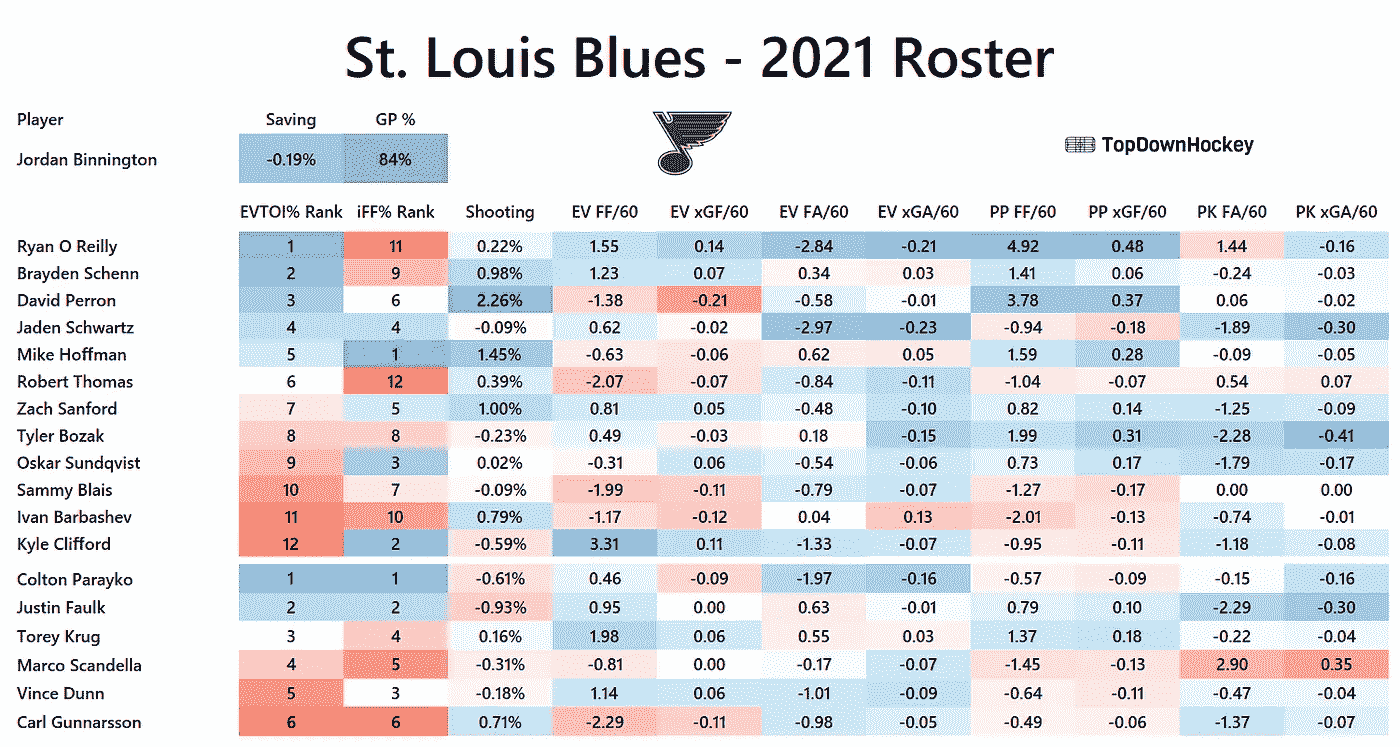 St. Louis Blues - 2021 Roster
Player Saving GP %
Jordan Binnington -0.19% 84%
TopDownHockey
EVTOI% Rank iFF% Rank Shooting EV FF/60 EV xGF/60 EV FA/60 EV xGA/60 PP FF/60 PP xGF/60 PK FA/60 PK xGA/60
Ryan O Reilly 1 11 0.22% 1.55 0.14 -2.84 -0.21 4.92 0.48 1.44 -0.16
Brayden Schenn 2 9 0.98% 1.23 0.07 0.34 0.03 1.41 0.06 -0.24 -0.03
David Perron 3 6 2.26% -1.38 -0.21 -0.58 -0.01 3.78 0.37 0.06 -0.02
Jaden Schwartz 4 4 -0.09% 0.62 -0.02 -2.97 -0.23 -0.94 -0.18 -1.89 -0.30
Mike Hoffman 5 1 1.45% -0.63 -0.06 0.62 0.05 1.59 0.28 -0.09 -0.05
Robert Thomas 6 12 0.39% -2.07 -0.07 -0.84 -0.11 -1.04 -0.07 0.54 0.07
Zach Sanford 7 5 1.00% 0.81 0.05 -0.48 -0.10 0.82 0.14 -1.25 -0.09
Tyler Bozak 8 8 -0.23% 0.49 -0.03 0.18 -0.15 1.99 0.31 -2.28 -0.41
Oskar Sundqvist 9 3 0.02% -0.31 0.06 -0.54 -0.06 0.73 0.17 -1.79 -0.17
Sammy Blais 10 7 -0.09% -1.99 -0.11 -0.79 -0.07 -1.27 -0.17 0.00 0.00
Ivan Barbashev 11 10 0.79% -1.17 -0.12 0.04 0.13 -2.01 -0.13 -0.74 -0.01
Kyle Clifford 12 2 -0.59% 3.31 0.11 -1.33 -0.07 -0.95 -0.11 -1.18 -0.08
Colton Parayko 1 1 -0.61% 0.46 -0.09 -1.97 -0.16 -0.57 -0.09 -0.15 -0.16
Justin Faulk 2 2 -0.93% 0.95 0.00 0.63 -0.01 0.79 0.10 -2.29 -0.30
Torey Krug 3 4 0.16% 1.98 0.06 0.55 0.03 1.37 0.18 -0.22 -0.04
Marco Scandella 4 5 -0.31% -0.81 0.00 -0.17 -0.07 -1.45 -0.13 2.90 0.35
Vince Dunn 5 3 -0.18% 1.14 0.06 -1.01 -0.09 -0.64 -0.11 -0.47 -0.04
Carl Gunnarsson 6 6 0.71% -2.29 -0.11 -0.98 -0.05 -0.49 -0.06 -1.37 -0.07